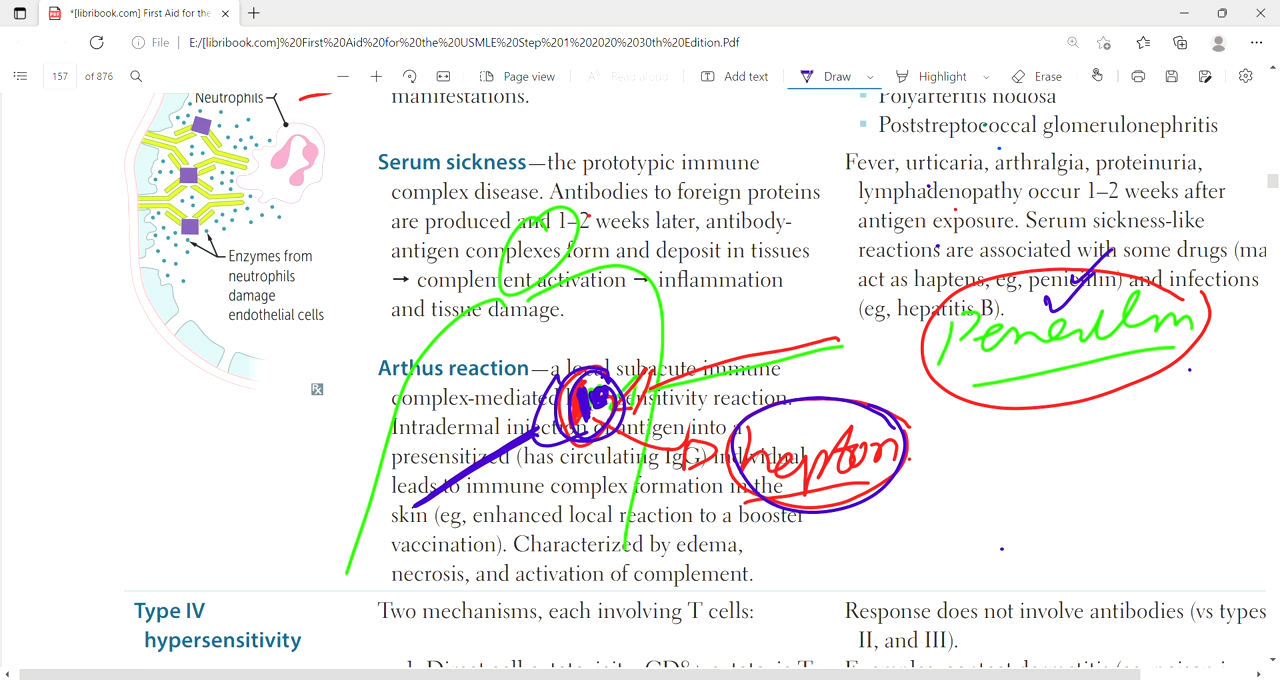 *[libribook.com] First Aid for the
File
E:/[libribook.com]%20First%20Aid%20for%20the%20USMLE%20Step%201%202020%2030th%20Edition.Pdf
157 of 876
Page view
Read aloud
Add text
Draw
Highlight
Erase
Neutrophils
Enzymes from
neutrophils
damage
endothelial cells
manifestations.
Serum sickness—the prototypic immune
complex disease. Antibodies to foreign proteins
are produced and 1–2 weeks later, antibody-
antigen complexes form and deposit in tissues
→ complement activation → inflammation
and tissue damage.
Arthus reaction—a local subacute immune
complex-mediated hypersensitivity reaction.
Intradermal injection of antigen into a
presensitized (has circulating IgG) individual
leads to immune complex formation in the
skin (eg, enhanced local reaction to a booster
vaccination). Characterized by edema,
necrosis, and activation of complement.
hepton
Polyarteritis nodosa
Poststreptococcal glomerulonephritis
Fever, urticaria, arthralgia, proteinuria,
lymphadenopathy occur 1–2 weeks after
antigen exposure. Serum sickness-like
reactions are associated with some drugs (ma
act as haptens, eg, penicillin) and infections
(eg, hepatitis B).
Type IV
hypersensitivity
Two mechanisms, each involving T cells:
Response does not involve antibodies (vs types
II, and III).